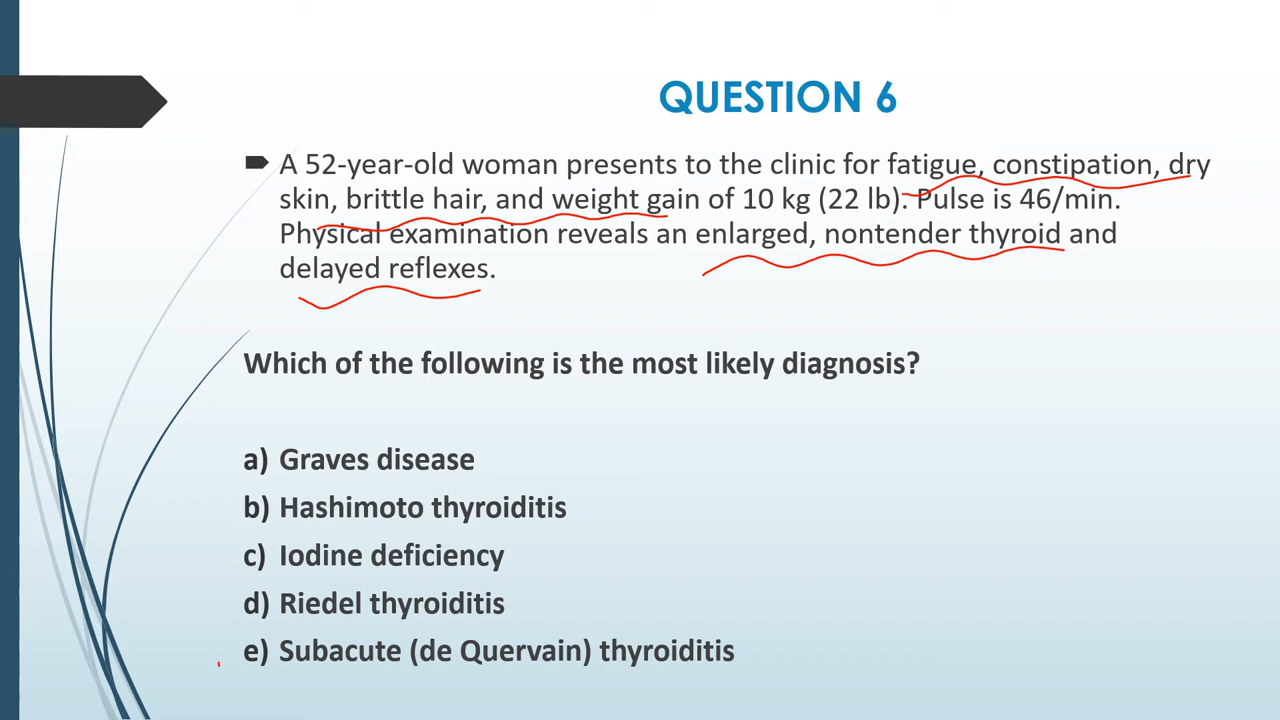 QUESTION 6
A 52-year-old woman presents to the clinic for fatigue, constipation, dry
skin, brittle hair, and weight gain of 10 kg (22 lb). Pulse is 46/min.
Physical examination reveals an enlarged, nontender thyroid and
delayed reflexes.
Which of the following is the most likely diagnosis?
a) Graves disease
b) Hashimoto thyroiditis
c) Iodine deficiency
d) Riedel thyroiditis
e) Subacute (de Quervain) thyroiditis